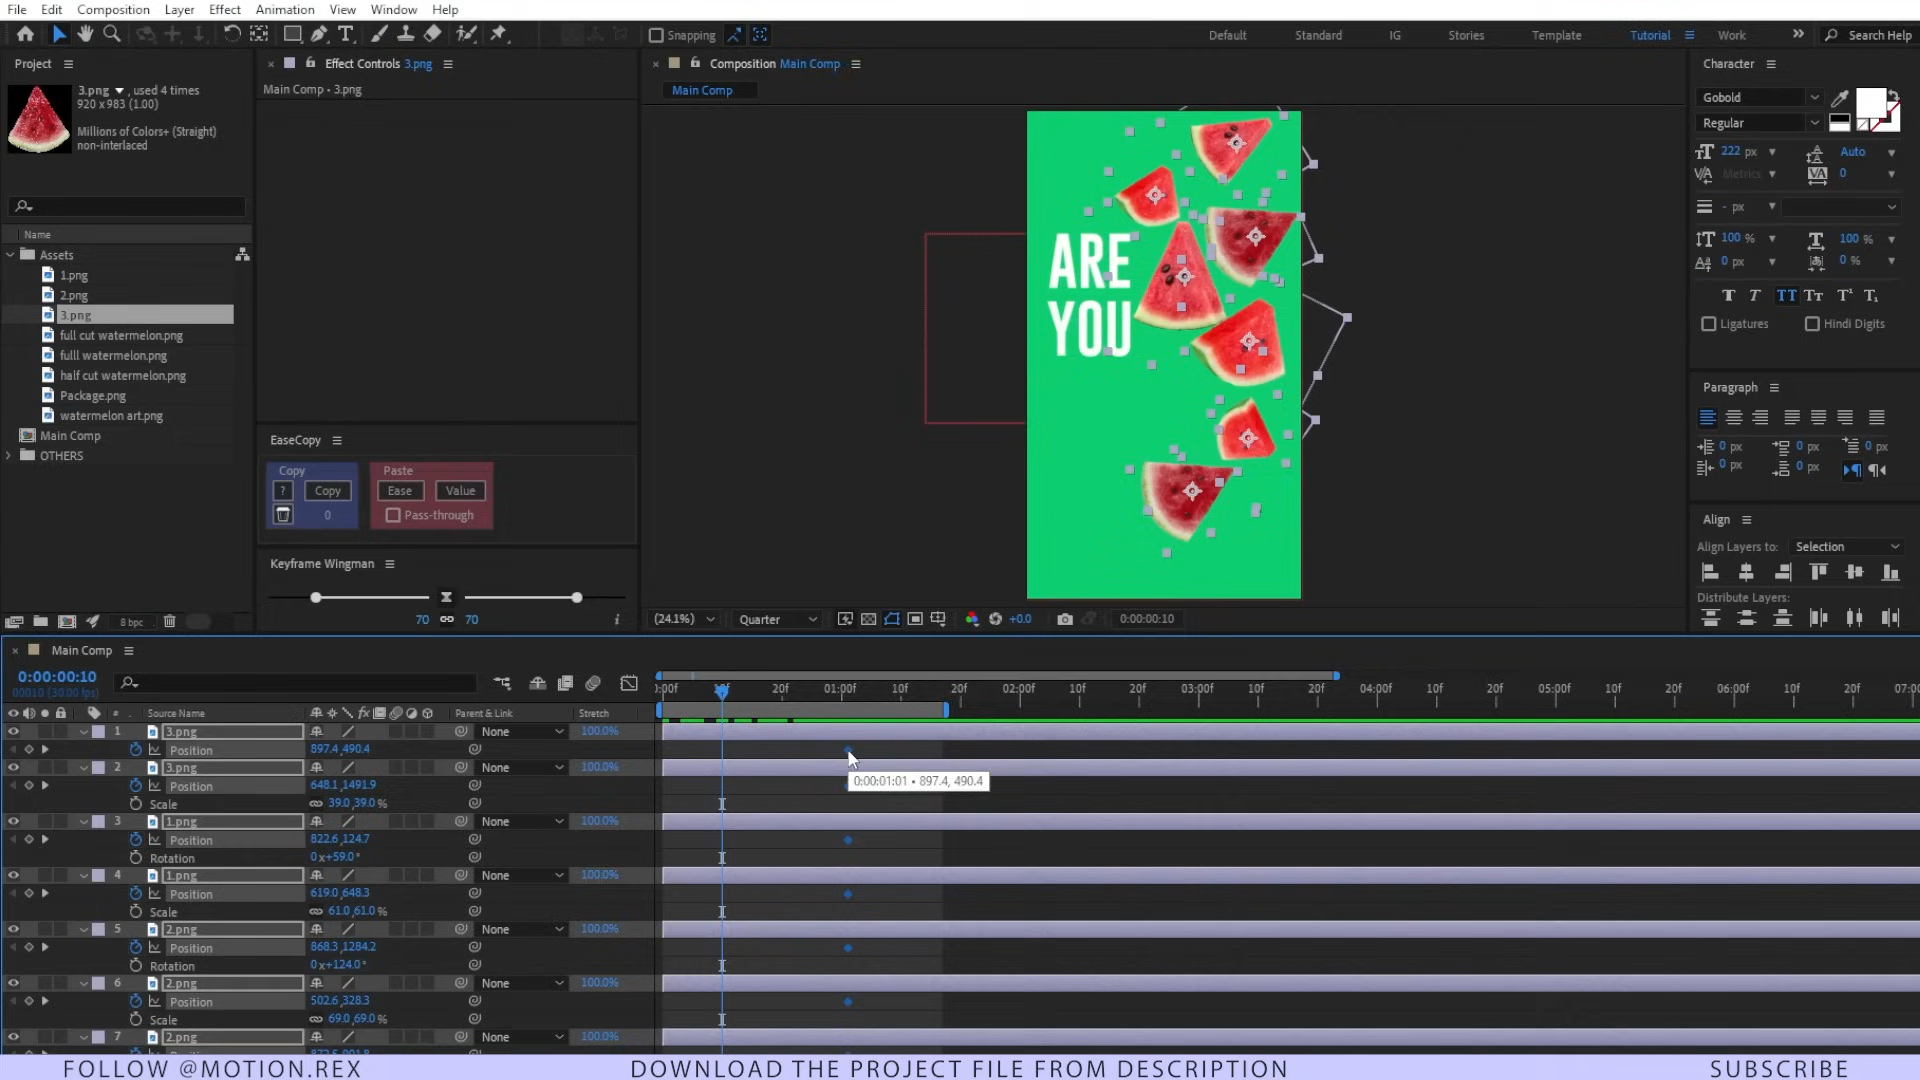 File Edit Composition Layer Effect Animation View Window Help
Snapping Default Standard IG Stories Template Tutorial Work Search Help
Project
3.png , used 4 times
920 x 983 (1.00)
Millions of Colors+ (Straight)
non-interlaced
Name
Assets
1.png
2.png
3.png
full cut watermelon.png
fulll watermelon.png
half cut watermelon.png
Package.png
watermelon art.png
Main Comp
OTHERS
8 bpc
Effect Controls 3.png
Main Comp • 3.png
EaseCopy
Copy Paste
? Copy Ease Value
0 Pass-through
Keyframe Wingman
70 70
Composition Main Comp
Main Comp
ARE
YOU
(24.1%) Quarter +0.0 0:00:00:10
Character
Gobold
Regular
222 px Auto
Metrics 0
- px
100 % 100 %
0 px 0 %
Ligatures Hindi Digits
Paragraph
0 px 0 px 0 px
0 px 0 px
Align
Align Layers to: Selection
Distribute Layers:
Main Comp
0:00:00:10
00010 (30.00 fps)
0:00f 20f 01:00f 10f 20f 02:00f 10f 20f 03:00f 10f 20f 04:00f 10f 20f 05:00f 10f 20f 06:00f 10f 20f 07:00
# Source Name fx Parent & Link Stretch
1 3.png None 100.0%
Position 897.4,490.4
0:00:01:01 • 897.4, 490.4
2 3.png None 100.0%
Position 648.1,1491.9
Scale 39.0,39.0%
3 1.png None 100.0%
Position 822.6,124.7
Rotation 0x+59.0°
4 1.png None 100.0%
Position 619.0,648.3
Scale 61.0,61.0%
5 2.png None 100.0%
Position 868.3,1284.2
Rotation 0x+124.0°
6 2.png None 100.0%
Position 502.6,328.3
Scale 69.0,69.0%
7 2.png None 100.0%
FOLLOW @MOTION.REX DOWNLOAD THE PROJECT FILE FROM DESCRIPTION SUBSCRIBE